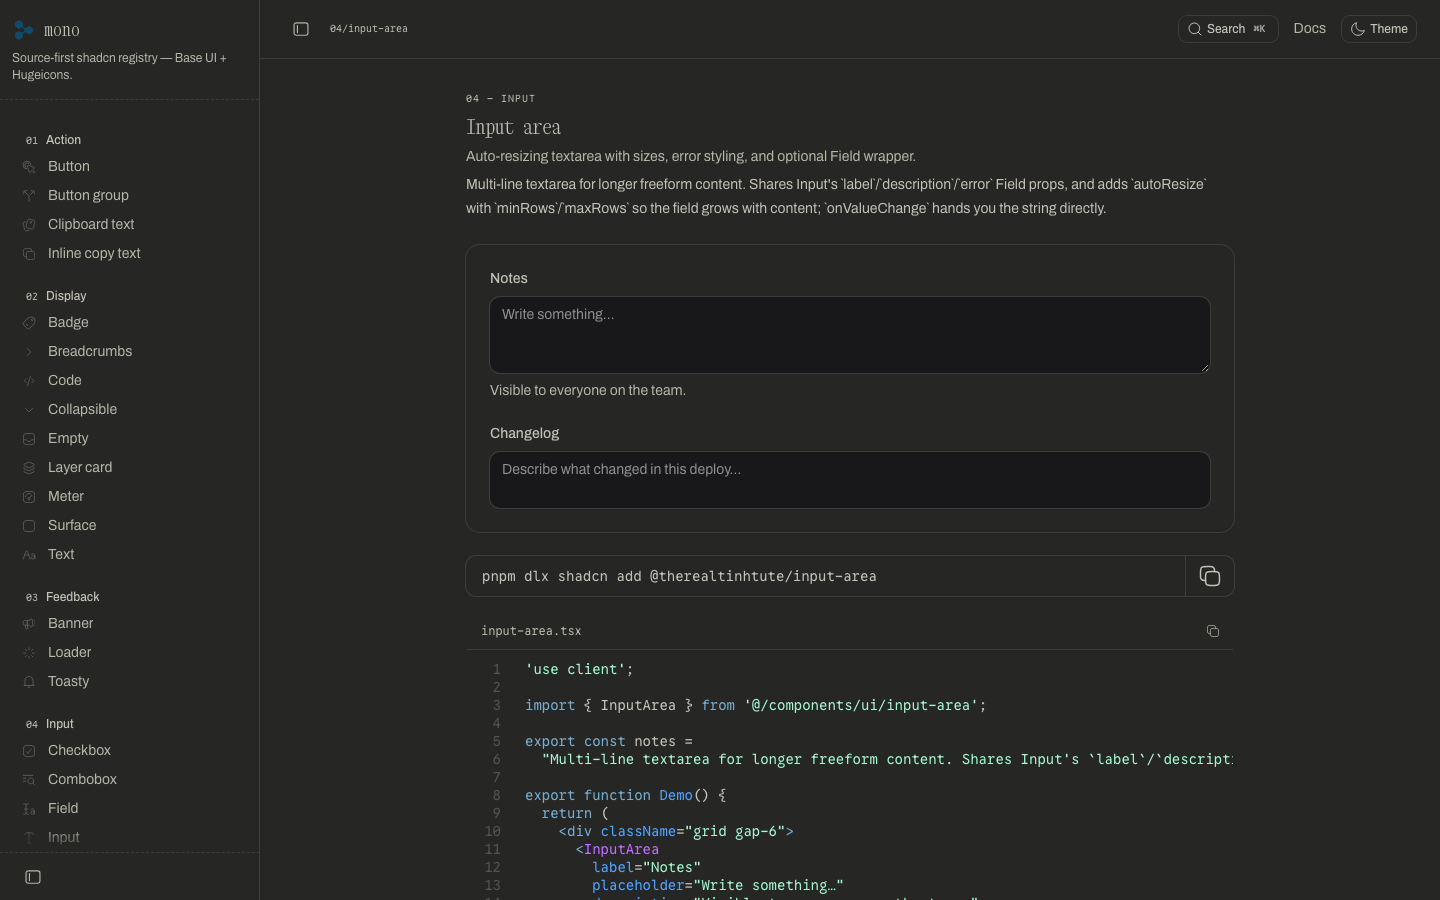 mono
Source-first shadcn registry — Base UI +
Hugeicons.
01 Action
Button
Button group
Clipboard text
Inline copy text
02 Display
Badge
Breadcrumbs
Code
Collapsible
Empty
Layer card
Meter
Surface
Text
03 Feedback
Banner
Loader
Toasty
04 Input
Checkbox
Combobox
Field
Input
04/input-area
Search ⌘K
Docs
Theme
04 — INPUT
Input area
Auto-resizing textarea with sizes, error styling, and optional Field wrapper.
Multi-line textarea for longer freeform content. Shares Input's `label`/`description`/`error` Field props, and adds `autoResize`
with `minRows`/`maxRows` so the field grows with content; `onValueChange` hands you the string directly.
Notes
Write something…
Visible to everyone on the team.
Changelog
Describe what changed in this deploy…
pnpm dlx shadcn add @therealtinhtute/input-area
input-area.tsx
1 'use client';
2
3 import { InputArea } from '@/components/ui/input-area';
4
5 export const notes =
6 "Multi-line textarea for longer freeform content. Shares Input's `label`/`descripti
7
8 export function Demo() {
9 return (
10 <div className="grid gap-6">
11 <InputArea
12 label="Notes"
13 placeholder="Write something…"